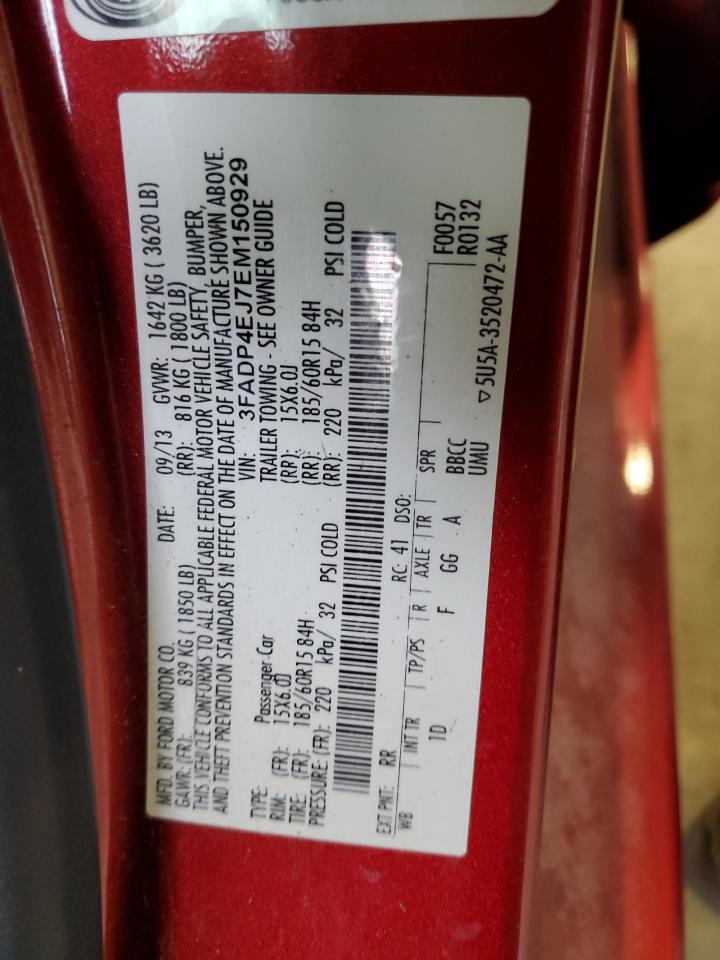 MFD. BY FORD MOTOR CO. DATE: 09/13 GVWR: 1642 KG ( 3620 LB)
GAWR: (FR): 839 KG ( 1850 LB) (RR): 816 KG ( 1800 LB)
THIS VEHICLE CONFORMS TO ALL APPLICABLE FEDERAL MOTOR VEHICLE SAFETY, BUMPER,
AND THEFT PREVENTION STANDARDS IN EFFECT ON THE DATE OF MANUFACTURE SHOWN ABOVE.
VIN: 3FADP4EJ7EM150929
TYPE: Passenger-Car TRAILER TOWING - SEE OWNER GUIDE
RIM: (FR): 15X6.0J (RR): 15X6.0J
TIRE: (FR): 185/60R15 84H (RR): 185/60R15 84H
PRESSURE (FR): 220 kPa/ 32 PSI COLD (RR): 220 kPa/ 32 PSI COLD
EXT PNT: RR RC: 41 DSO: F0057
WB INT TR TP/PS R AXLE TR SPR R0132
1D F GG A BBCC
UMU
▽5U5A-3520472-AA